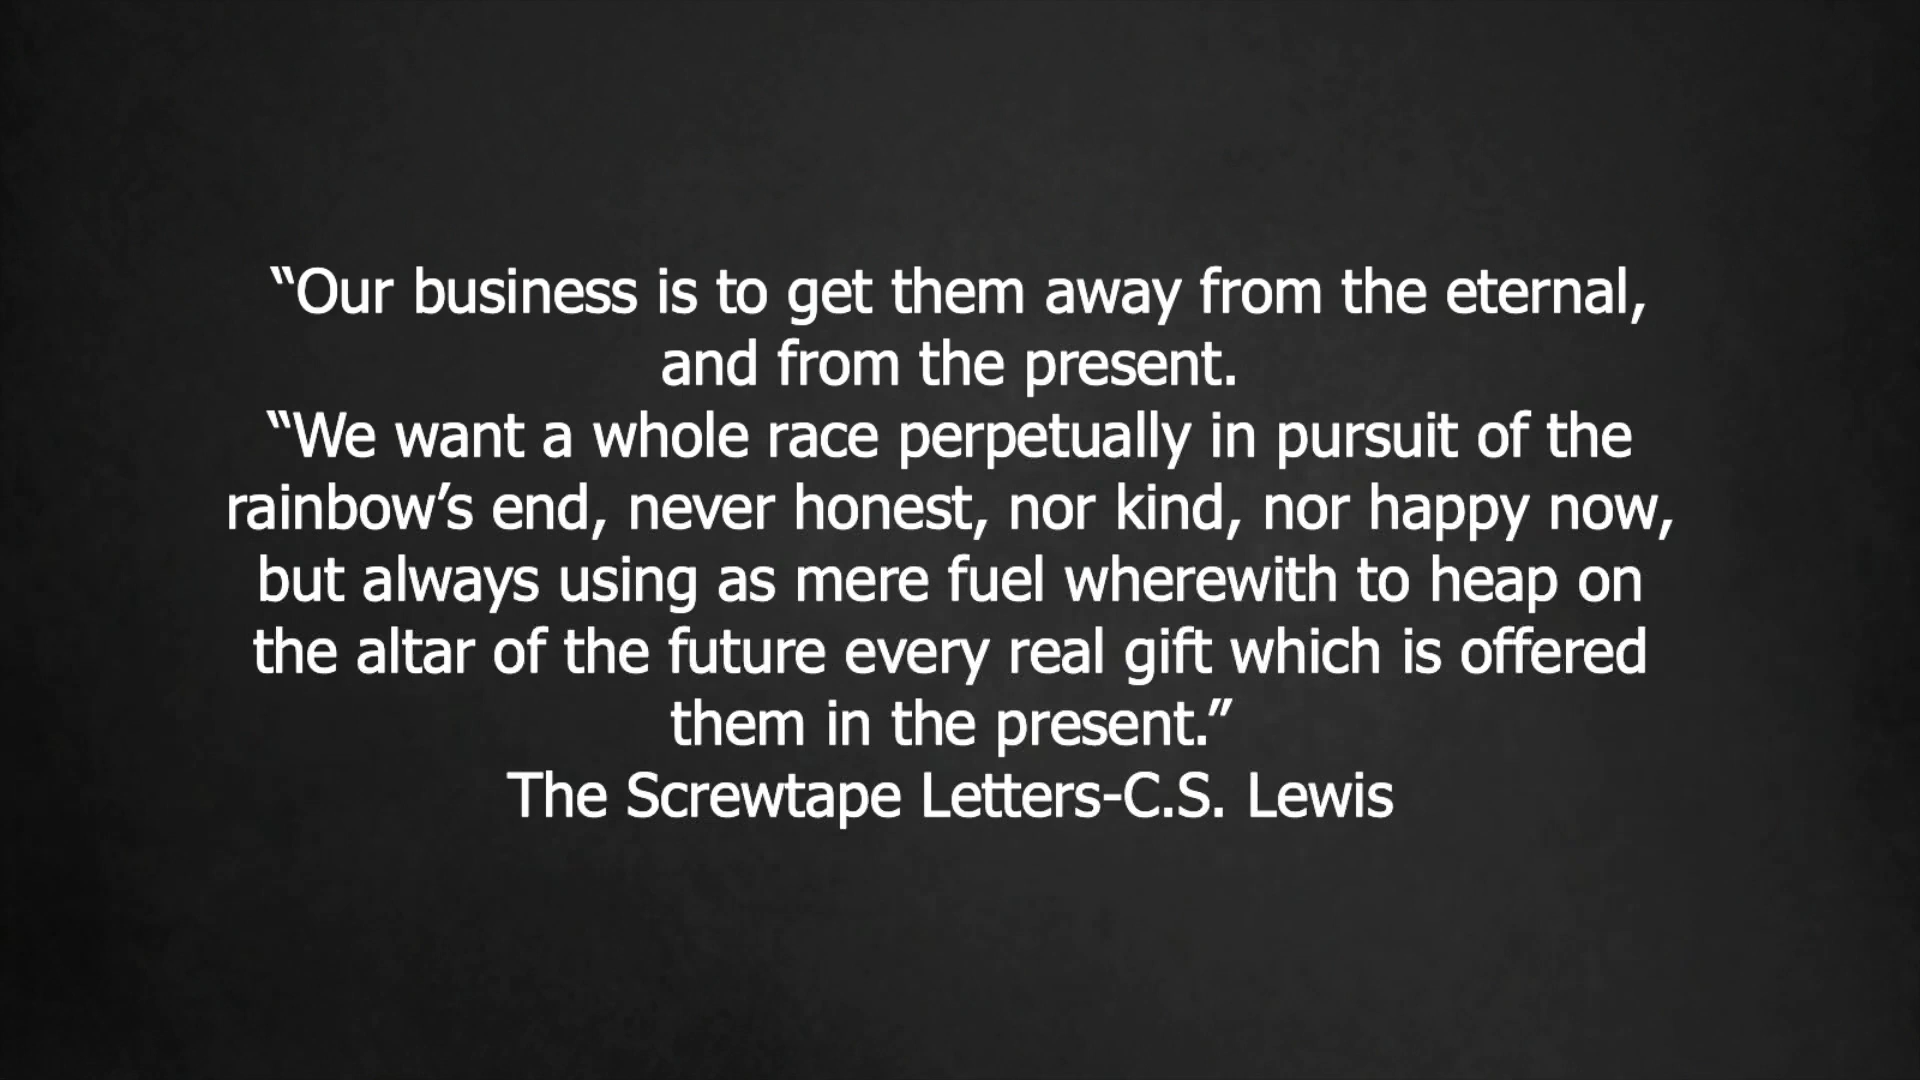 “Our business is to get them away from the eternal,
and from the present.
“We want a whole race perpetually in pursuit of the
rainbow’s end, never honest, nor kind, nor happy now,
but always using as mere fuel wherewith to heap on
the altar of the future every real gift which is offered
them in the present.”
The Screwtape Letters-C.S. Lewis